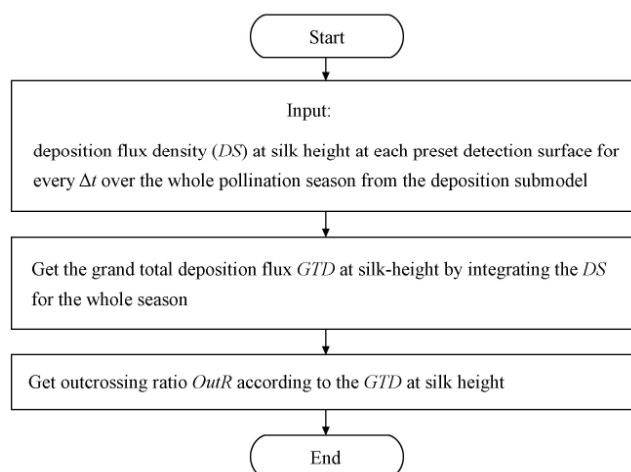 Start
Input:
deposition flux density (DS) at silk height at each preset detection surface for
every Δt over the whole pollination season from the deposition submodel
Get the grand total deposition flux GTD at silk-height by integrating the DS
for the whole season
Get outcrossing ratio OutR according to the GTD at silk height
End